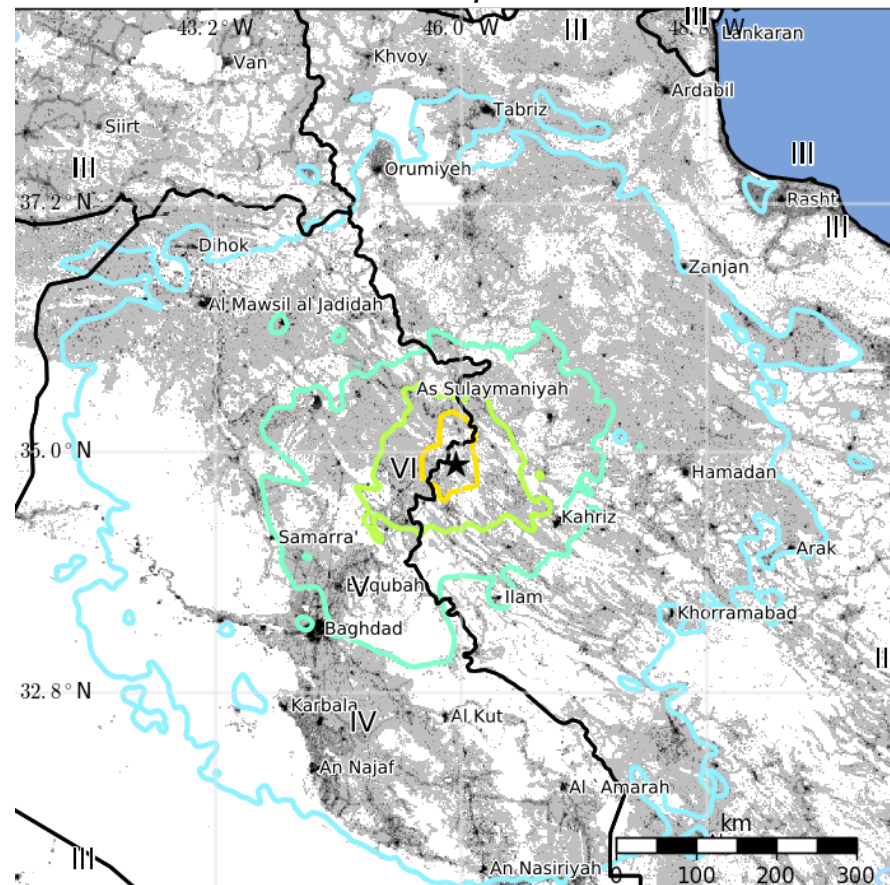 III
43.2°W
46.0°W
III
48.8°W
Lankaran
Van
Khvoy
Ardabil
Tabriz
Siirt
III
III
Orumiyeh
37.2°N
Rasht
III
Dihok
Zanjan
Al Mawsil al Jadidah
As Sulaymaniyah
35.0°N
VI
Hamadan
Kahriz
Samarra'
Arak
V
Ilam
Khorramabad
Baghdad
32.8°N
Karbala
IV
Al Kut
An Najaf
Al `Amarah
km
III
An Nasiriyah
0 100 200 300